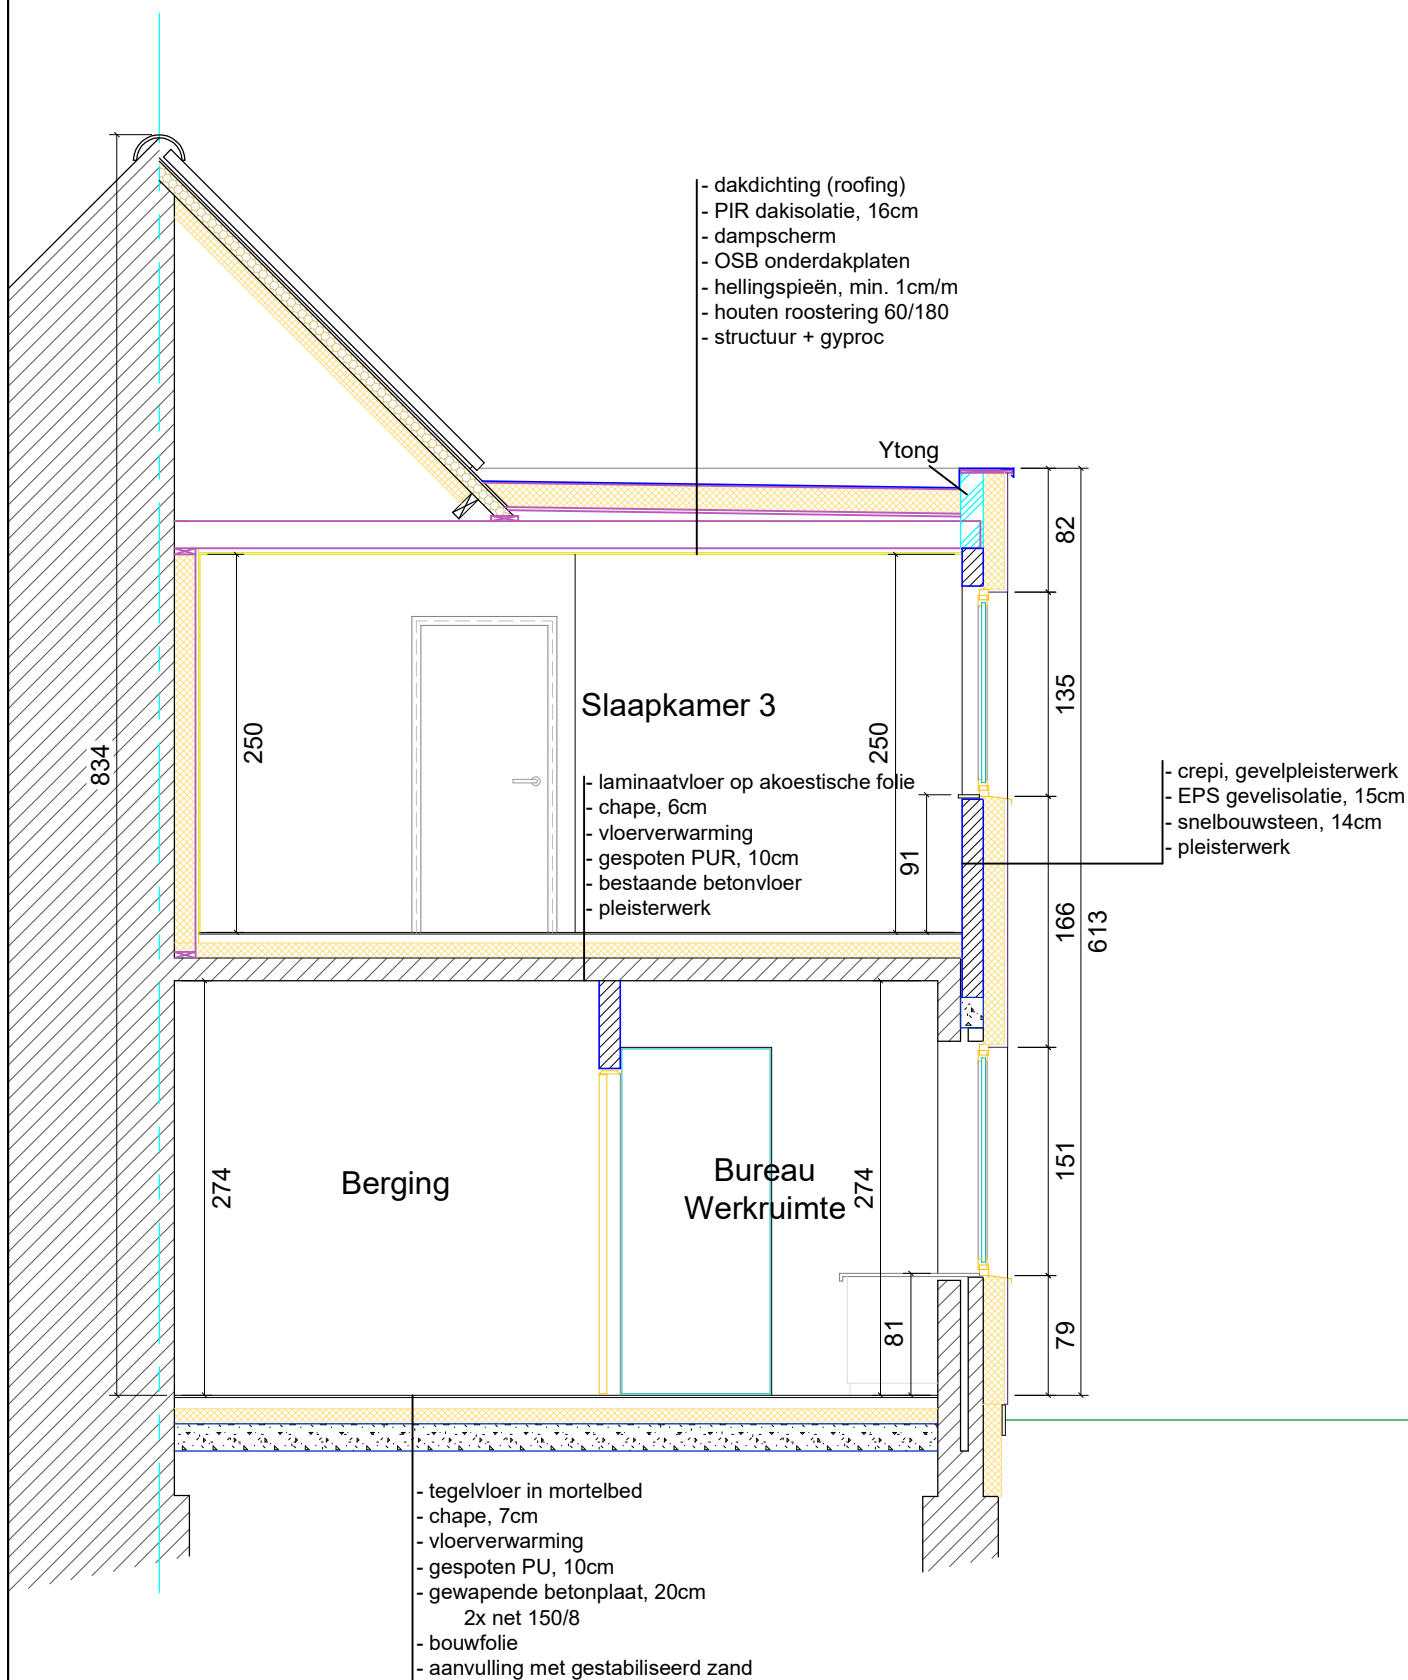 - dakdichting (roofing)
- PIR dakisolatie, 16cm
- dampscherm
- OSB onderdakplaten
- hellingspieën, min. 1cm/m
- houten roostering 60/180
- structuur + gyproc
Ytong
82
135
Slaapkamer 3
250
250
834
- laminaatvloer op akoestische folie
- chape, 6cm
- vloerverwarming
- gespoten PUR, 10cm
- bestaande betonvloer
- pleisterwerk
91
- crepi, gevelpleisterwerk
- EPS gevelisolatie, 15cm
- snelbouwsteen, 14cm
- pleisterwerk
166
613
274
Berging
Bureau
Werkruimte
274
151
81
79
- tegelvloer in mortelbed
- chape, 7cm
- vloerverwarming
- gespoten PU, 10cm
- gewapende betonplaat, 20cm
2x net 150/8
- bouwfolie
- aanvulling met gestabiliseerd zand